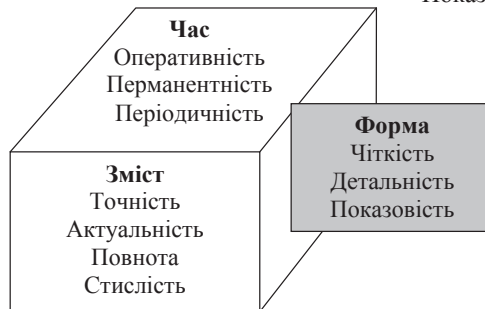 Час
Оперативність
Перманентність
Періодичність
Форма
Чіткість
Детальність
Показовість
Зміст
Точність
Актуальність
Повнота
Стислість